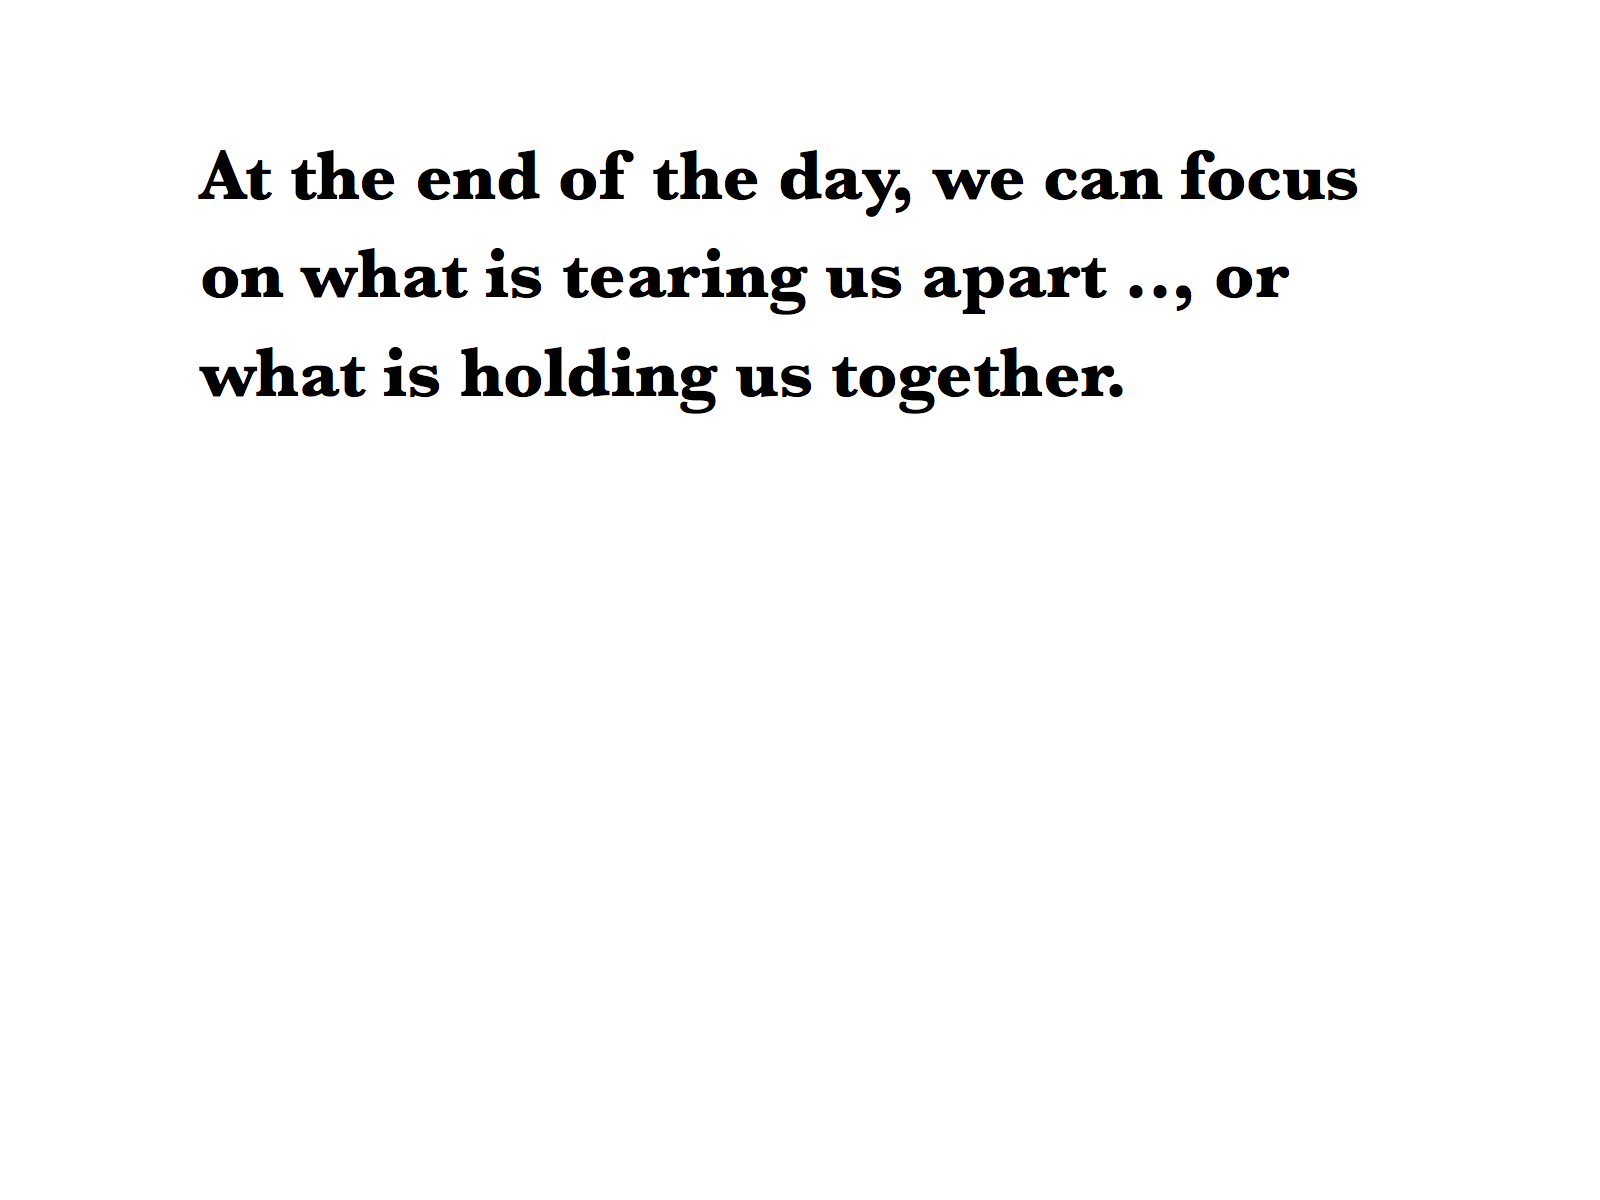 At the end of the day, we can focus
on what is tearing us apart .., or
what is holding us together.